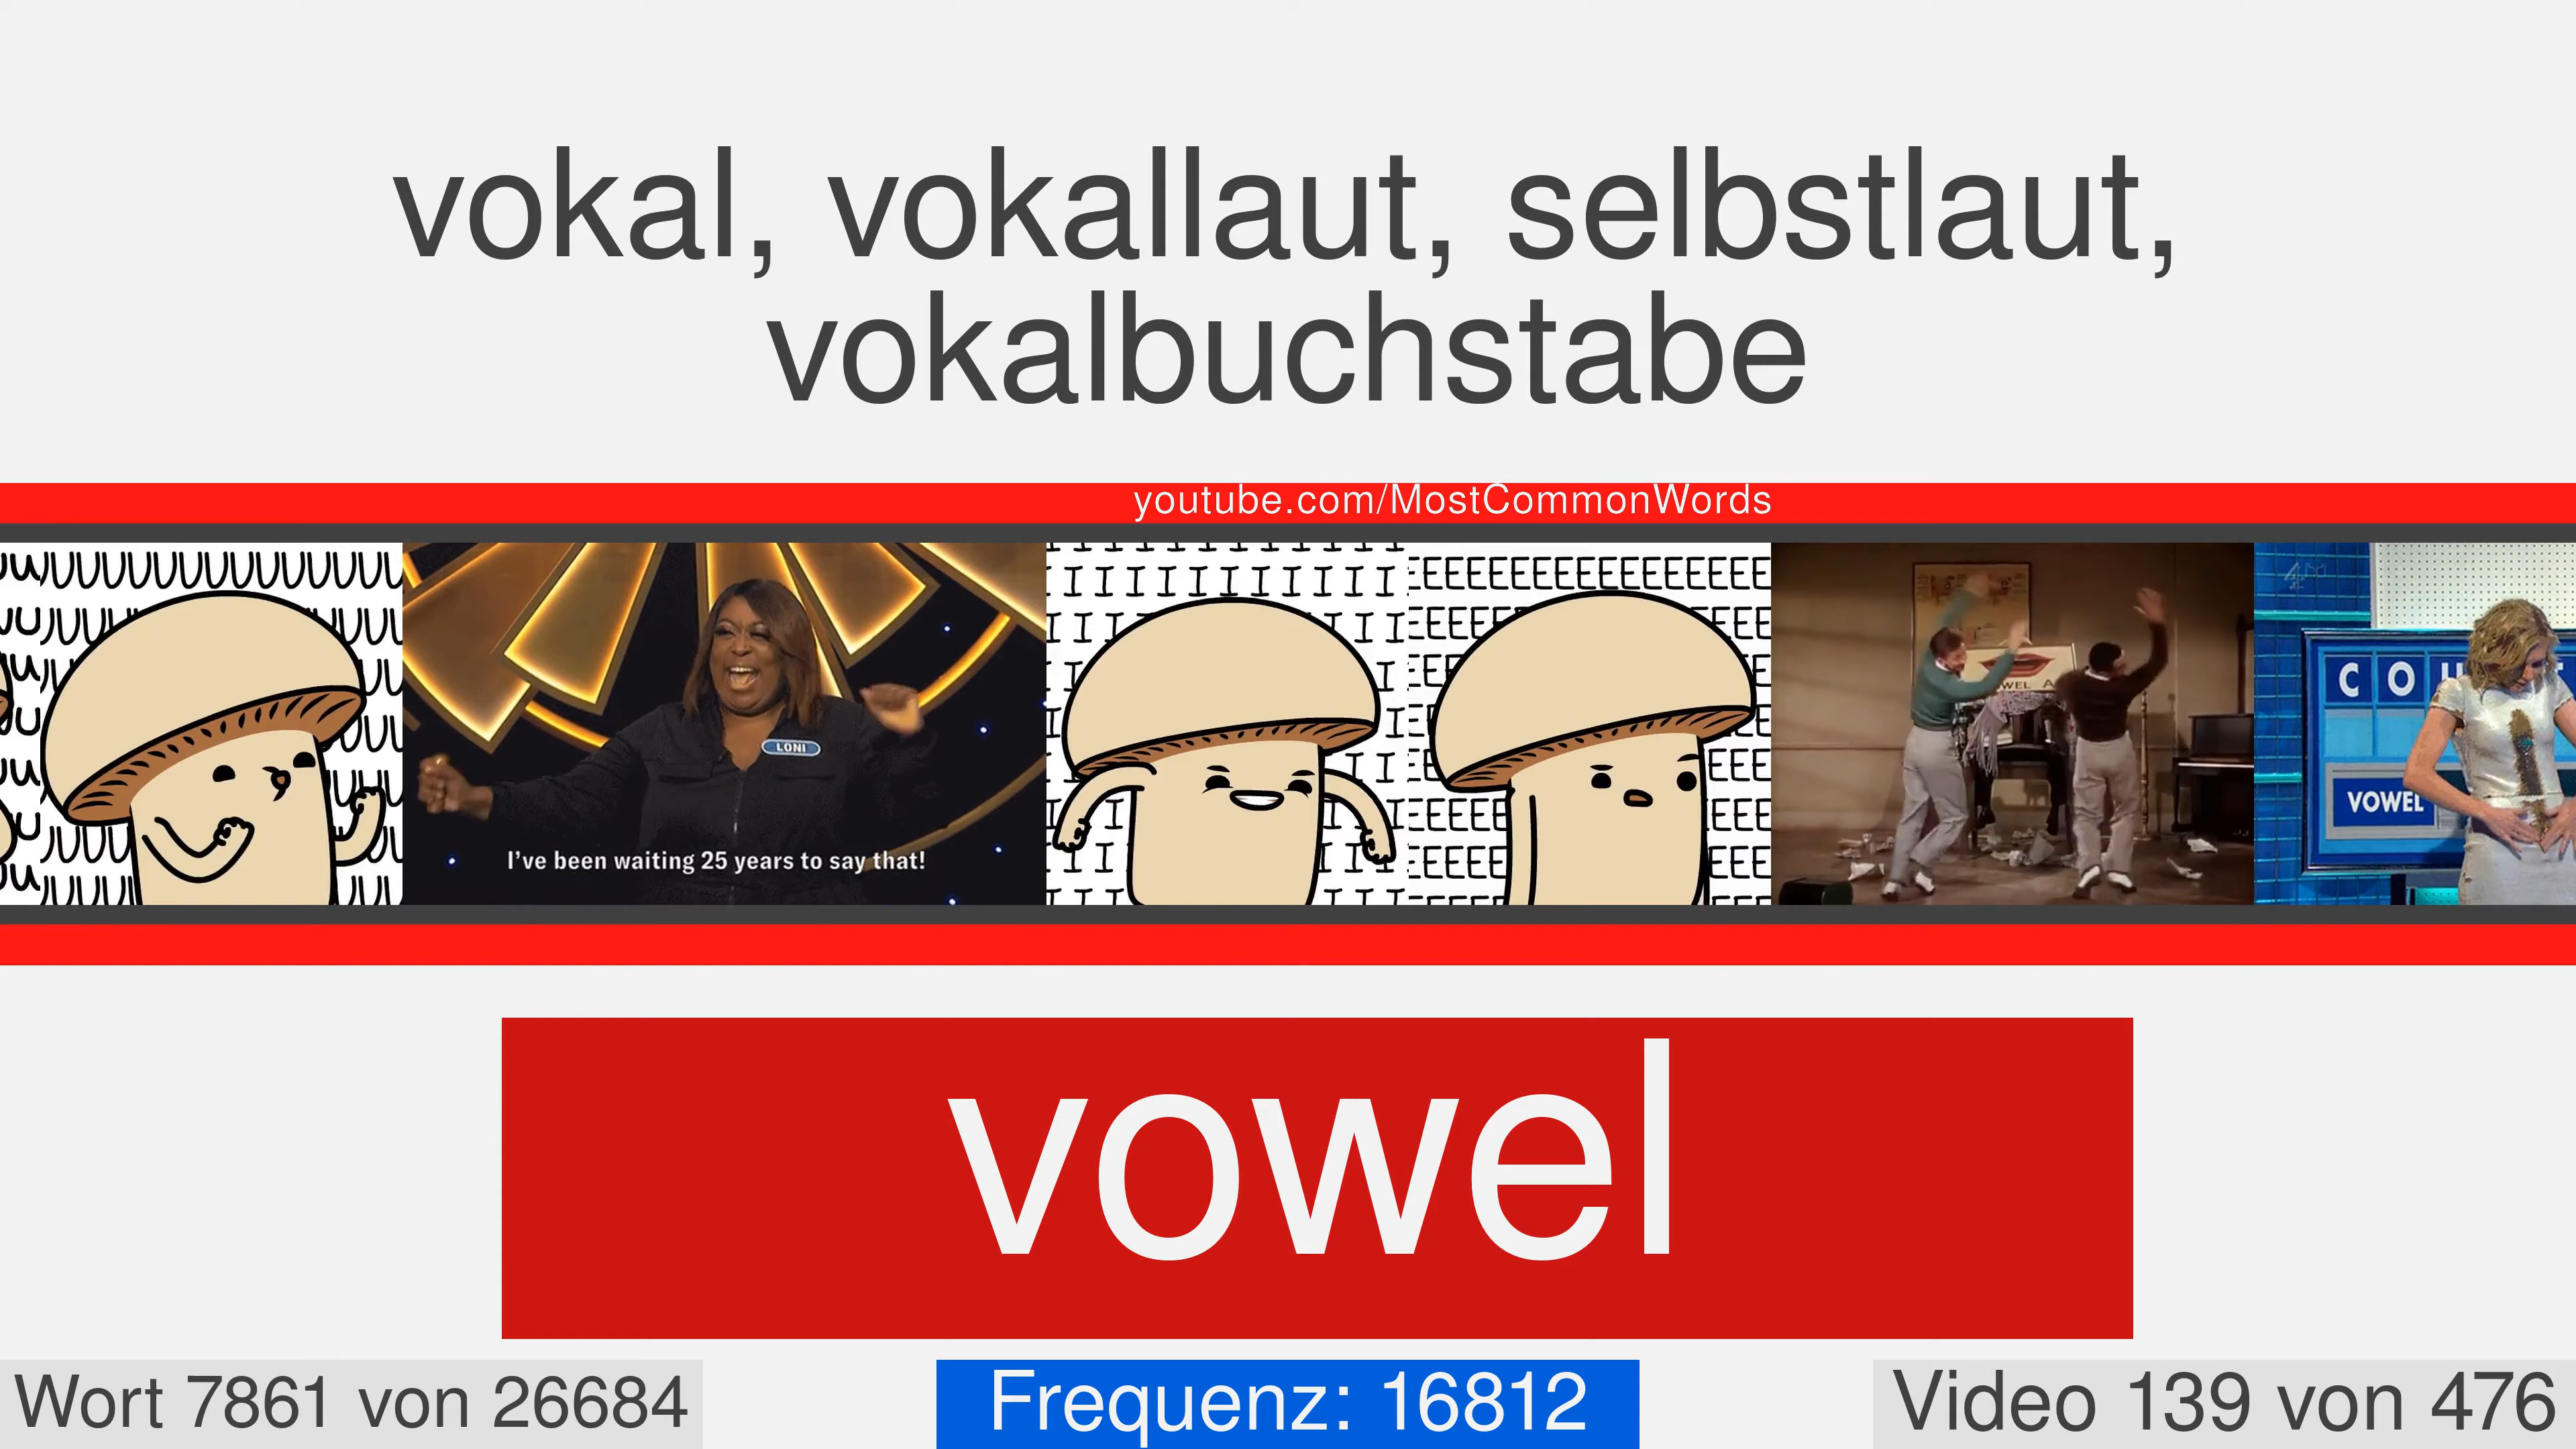 vokal, vokallaut, selbstlaut,
vokalbuchstabe
youtube.com/MostCommonWords
LONI
I've been waiting 25 years to say that!
VOWEL A
C O U
VOWEL
vowel
Wort 7861 von 26684
Frequenz: 16812
Video 139 von 476